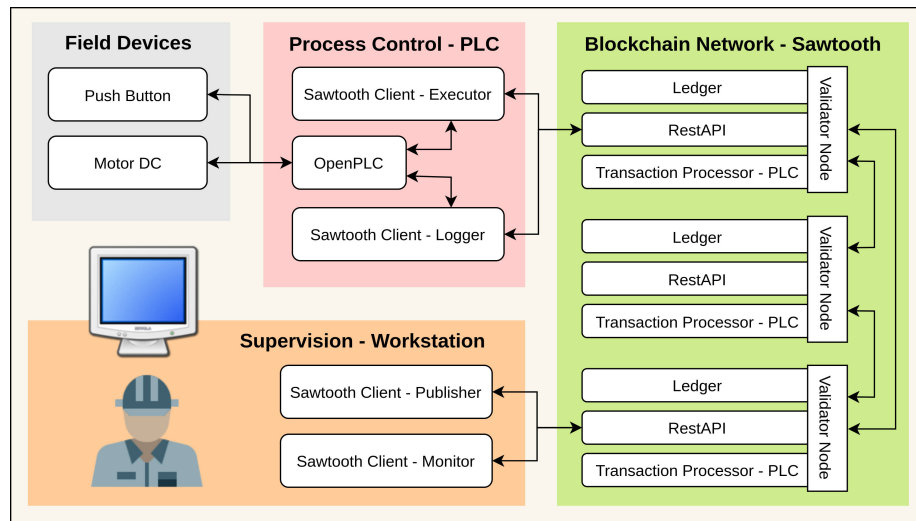 Field Devices
Push Button
Motor DC
Process Control - PLC
Sawtooth Client - Executor
OpenPLC
Sawtooth Client - Logger
Blockchain Network - Sawtooth
Ledger
RestAPI
Transaction Processor - PLC
Validator Node
Ledger
RestAPI
Transaction Processor - PLC
Validator Node
Ledger
RestAPI
Transaction Processor - PLC
Validator Node
Supervision - Workstation
Sawtooth Client - Publisher
Sawtooth Client - Monitor